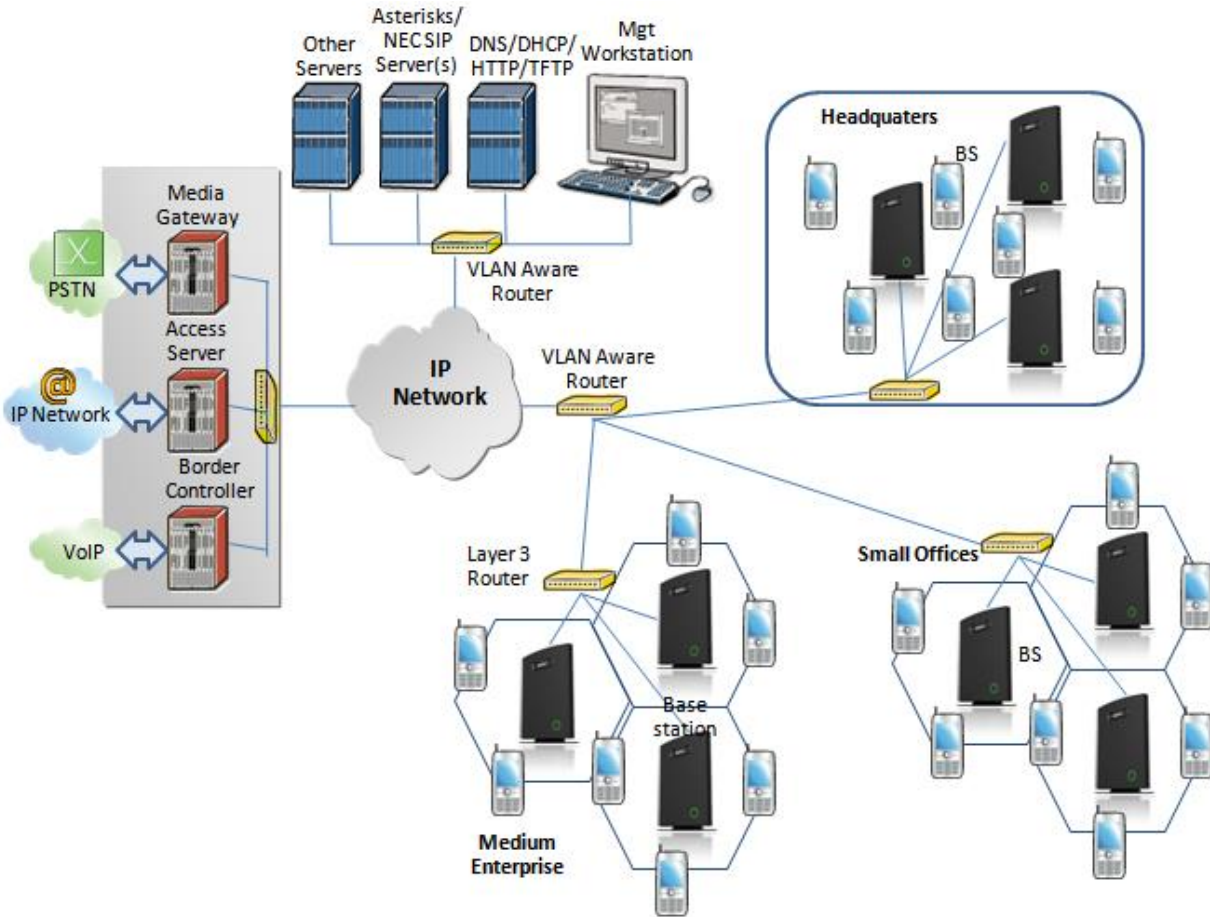 Other
Servers
Asterisks/
NEC SIP
Server(s)
DNS/DHCP/
HTTP/TFTP
Mgt
Workstation
VLAN Aware
Router
Media
Gateway
PSTN
Access
Server
@
IP Network
Border
Controller
VoIP
IP
Network
VLAN Aware
Router
Headquaters
BS
Layer 3
Router
Base
station
Medium
Enterprise
Small Offices
BS